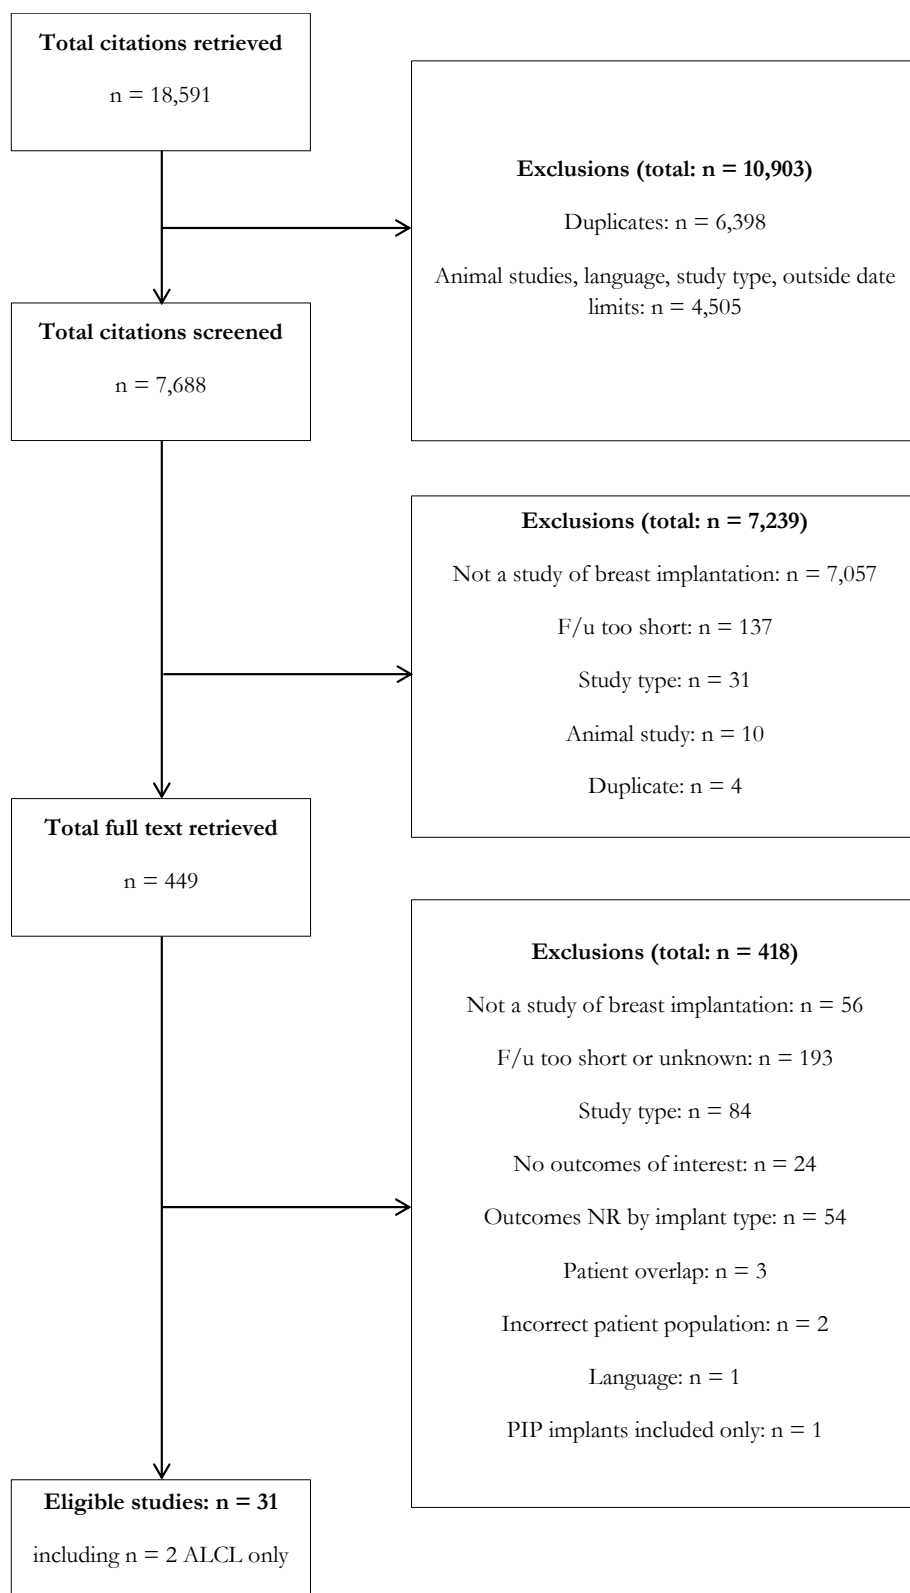 Total citations retrieved
n = 18,591
Exclusions (total: n = 10,903)
Duplicates: n = 6,398
Animal studies, language, study type, outside date
limits: n = 4,505
Total citations screened
n = 7,688
Exclusions (total: n = 7,239)
Not a study of breast implantation: n = 7,057
F/u too short: n = 137
Study type: n = 31
Animal study: n = 10
Duplicate: n = 4
Total full text retrieved
n = 449
Exclusions (total: n = 418)
Not a study of breast implantation: n = 56
F/u too short or unknown: n = 193
Study type: n = 84
No outcomes of interest: n = 24
Outcomes NR by implant type: n = 54
Patient overlap: n = 3
Incorrect patient population: n = 2
Language: n = 1
PIP implants included only: n = 1
Eligible studies: n = 31
including n = 2 ALCL only